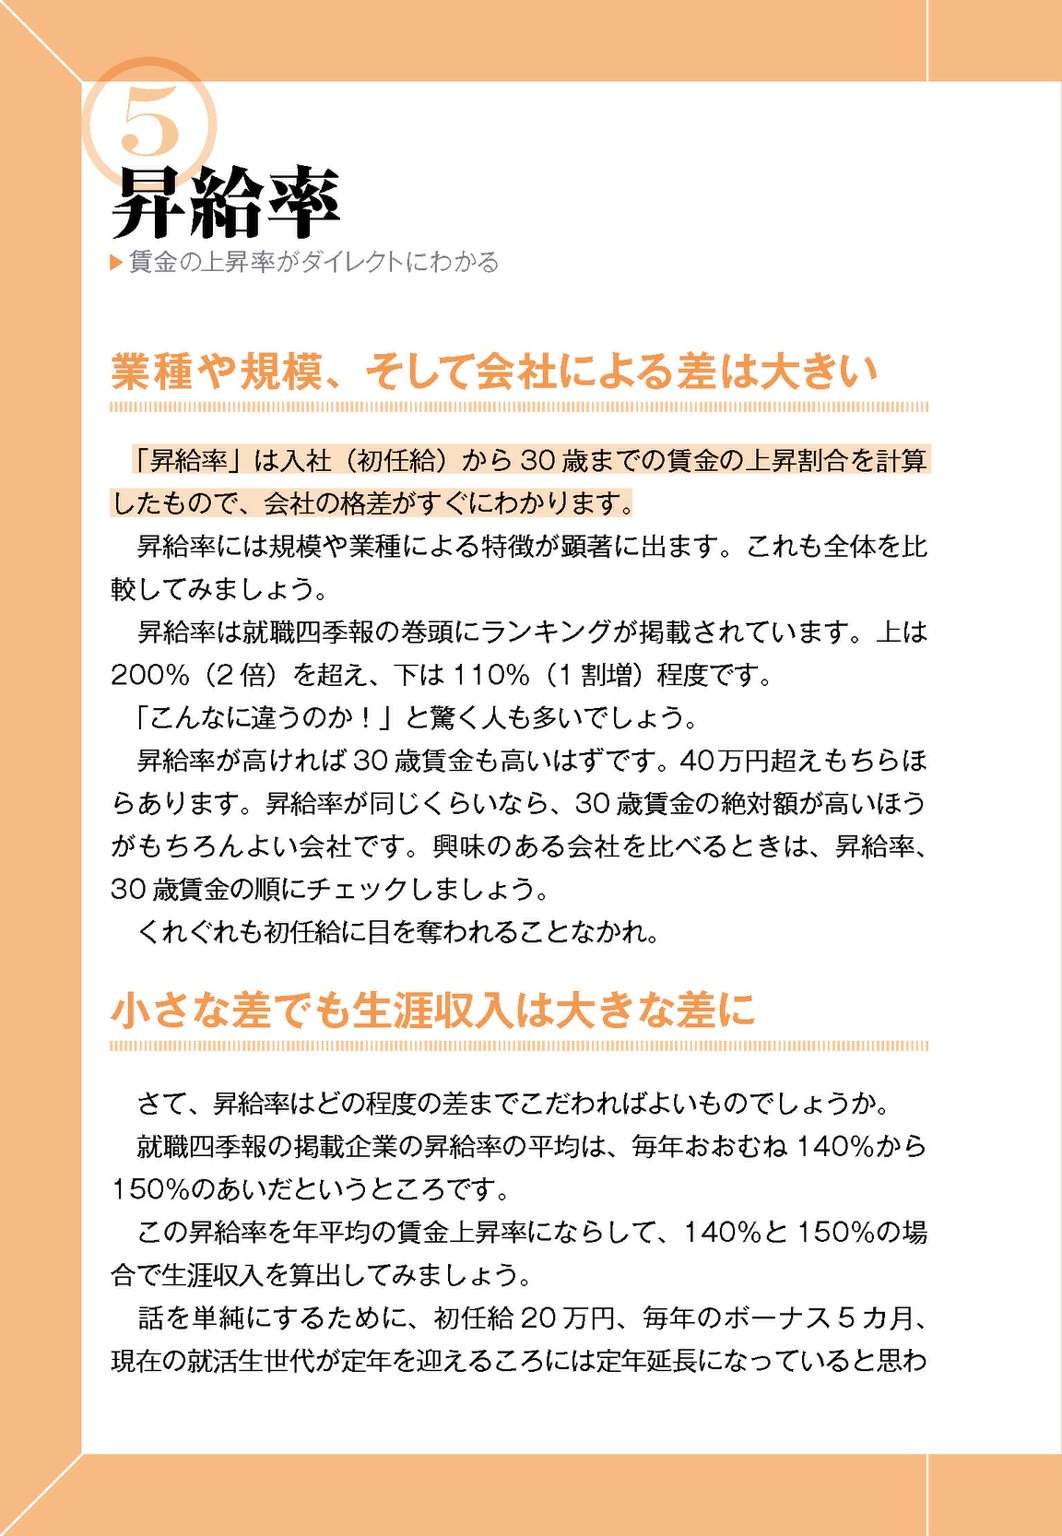 5
昇給率
▶賃金の上昇率がダイレクトにわかる
業種や規模、そして会社による差は大きい
「昇給率」は入社（初任給）から30歳までの賃金の上昇割合を計算
したもので、会社の格差がすぐにわかります。
昇給率には規模や業種による特徴が顕著に出ます。これも全体を比
較してみましょう。
昇給率は就職四季報の巻頭にランキングが掲載されています。上は
200％（2倍）を超え、下は110％（1割増）程度です。
「こんなに違うのか！」と驚く人も多いでしょう。
昇給率が高ければ30歳賃金も高いはずです。40万円超えもちらほ
らあります。昇給率が同じくらいなら、30歳賃金の絶対額が高いほう
がもちろんよい会社です。興味のある会社を比べるときは、昇給率、
30歳賃金の順にチェックしましょう。
くれぐれも初任給に目を奪われることなかれ。
小さな差でも生涯収入は大きな差に
さて、昇給率はどの程度の差までこだわればよいものでしょうか。
就職四季報の掲載企業の昇給率の平均は、毎年おおむね140％から
150％のあいだというところです。
この昇給率を年平均の賃金上昇率にならして、140％と150％の場
合で生涯収入を算出してみましょう。
話を単純にするために、初任給20万円、毎年のボーナス5カ月、
現在の就活生世代が定年を迎えるころには定年延長になっていると思わ